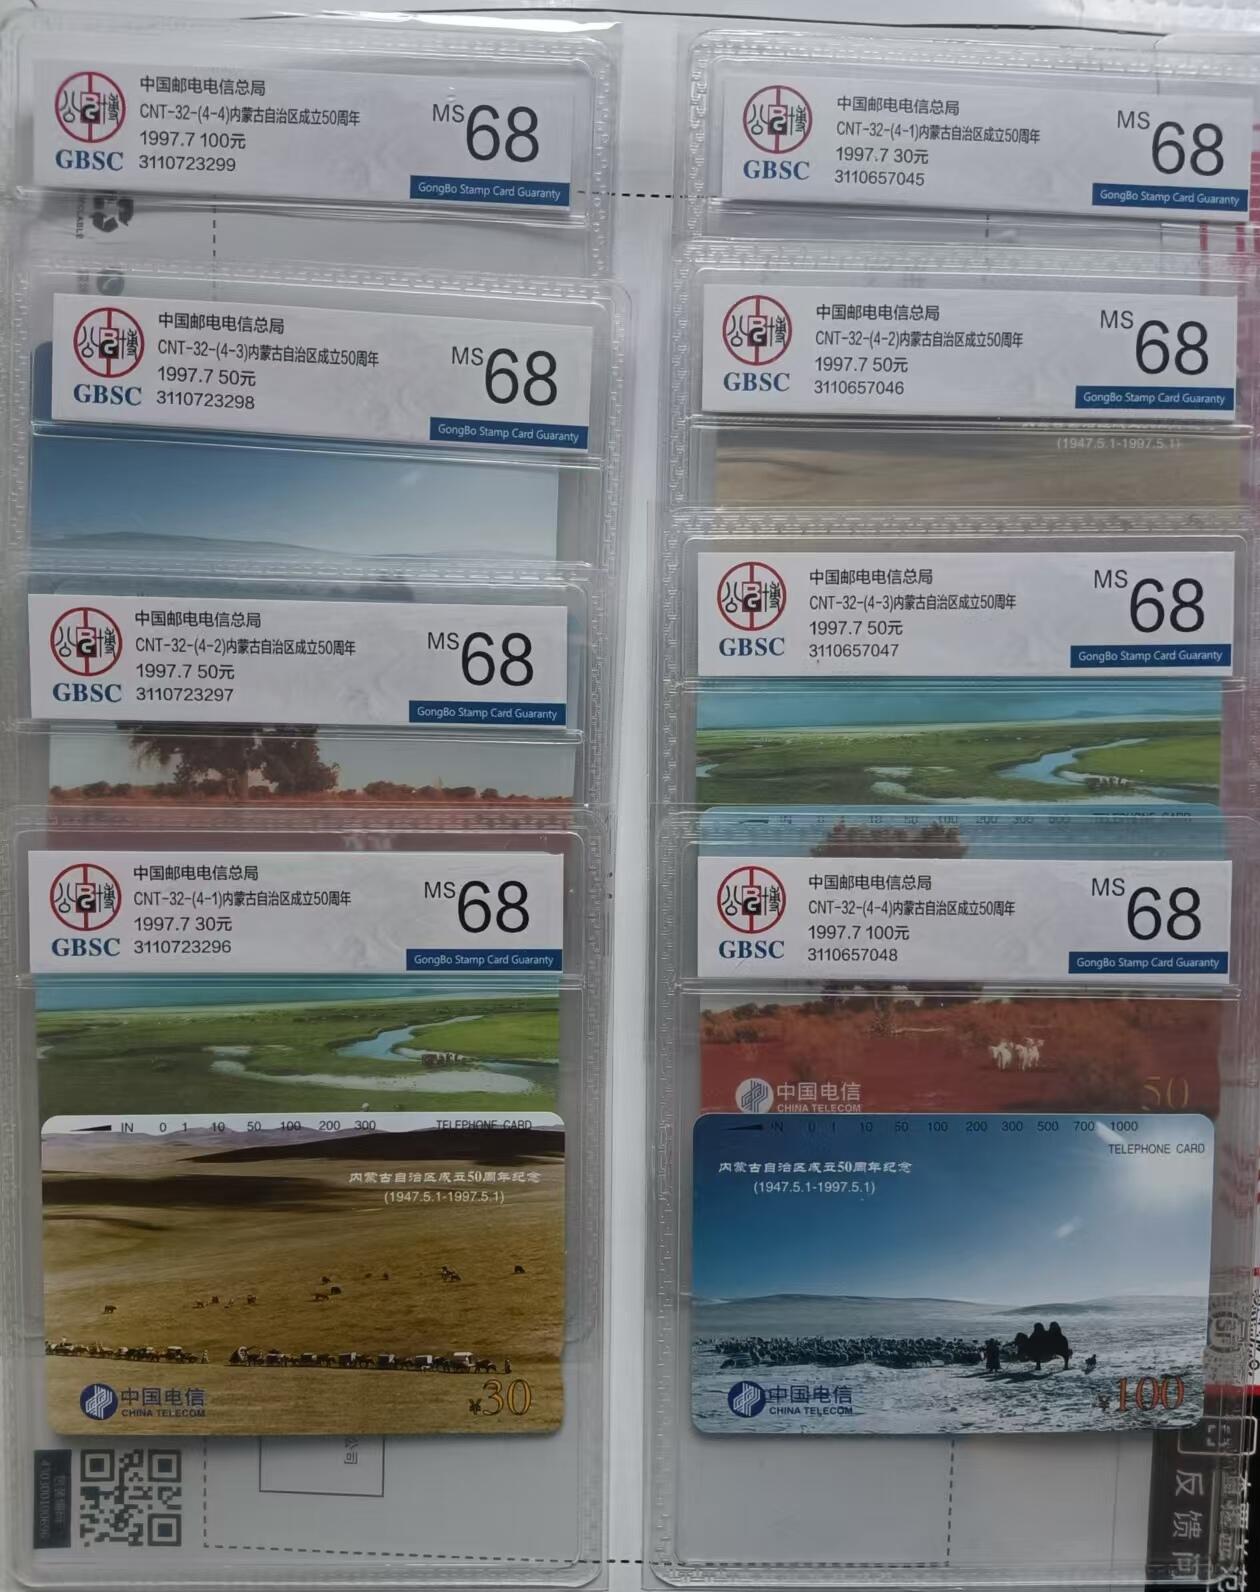 中国邮电电信总局
CNT-32-(4-4)内蒙古自治区成立50周年
1997.7 100元
3110723299
MS 68
GBSC
GongBo Stamp Card Guaranty
中国邮电电信总局
CNT-32-(4-3)内蒙古自治区成立50周年
1997.7 50元
3110723298
MS 68
GBSC
GongBo Stamp Card Guaranty
中国邮电电信总局
CNT-32-(4-2)内蒙古自治区成立50周年
1997.7 50元
3110723297
MS 68
GBSC
GongBo Stamp Card Guaranty
中国邮电电信总局
CNT-32-(4-1)内蒙古自治区成立50周年
1997.7 30元
3110723296
MS 68
GBSC
GongBo Stamp Card Guaranty
IN 0 1 10 50 100 200 300 TELEPHONE CARD
内蒙古自治区成立50周年纪念
(1947.5.1-1997.5.1)
中国电信
CHINA TELECOM
¥30
中国邮电电信总局
CNT-32-(4-1)内蒙古自治区成立50周年
1997.7 30元
3110657045
MS 68
GBSC
GongBo Stamp Card Guaranty
中国邮电电信总局
CNT-32-(4-2)内蒙古自治区成立50周年
1997.7 50元
3110657046
MS 68
GBSC
GongBo Stamp Card Guaranty
(1947.5.1-1997.5.1)
中国邮电电信总局
CNT-32-(4-3)内蒙古自治区成立50周年
1997.7 50元
3110657047
MS 68
GBSC
GongBo Stamp Card Guaranty
IN 0 1 10 50 100 200 300 500 TELEPHONE CARD
中国邮电电信总局
CNT-32-(4-4)内蒙古自治区成立50周年
1997.7 100元
3110657048
MS 68
GBSC
GongBo Stamp Card Guaranty
中国电信
CHINA TELECOM
50
IN 0 1 10 50 100 200 300 500 700 1000
TELEPHONE CARD
内蒙古自治区成立50周年纪念
(1947.5.1-1997.5.1)
中国电信
CHINA TELECOM
¥100
公司
反馈问